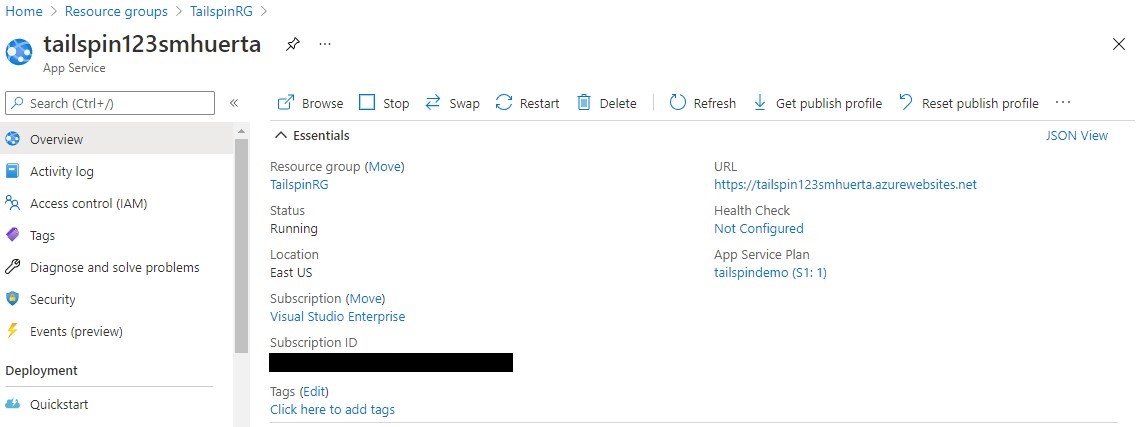 Home > Resource groups > TailspinRG >
tailspin123smhuerta
...
App Service
Search (Ctrl+/)
«
Overview
Activity log
Access control (IAM)
Tags
Diagnose and solve problems
Security
Events (preview)
Deployment
Quickstart
Browse Stop Swap Restart Delete Refresh Get publish profile Reset publish profile ...
Essentials
JSON View
Resource group (Move)
TailspinRG
Status
Running
Location
East US
Subscription (Move)
Visual Studio Enterprise
Subscription ID
Tags (Edit)
Click here to add tags
URL
https://tailspin123smhuerta.azurewebsites.net
Health Check
Not Configured
App Service Plan
tailspindemo (S1: 1)